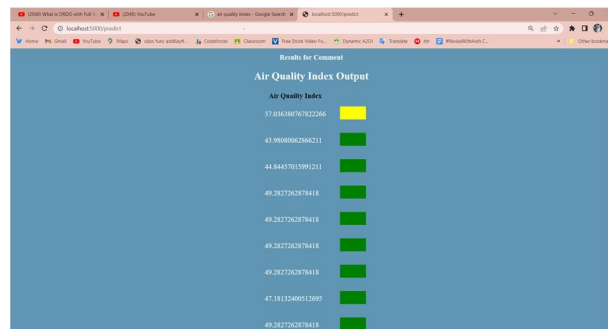 (2060) What is DRDO with Full
(2045) YouTube
air quality index - Google Search
localhost:5000/predict
localhost:5000/predict
Home Gmail YouTube Maps Codeforces Classroom Free Stock Video Fo... Dynamic AZO Translate #ReviseWithArsh C... Other bookma
Results for Comment
Air Quality Index Output
Air Quality Index
57.036380767822266
43.98080062866211
44.84457015991211
49.2827262878418
49.2827262878418
49.2827262878418
49.2827262878418
47.18132400512695
49.2827262878418